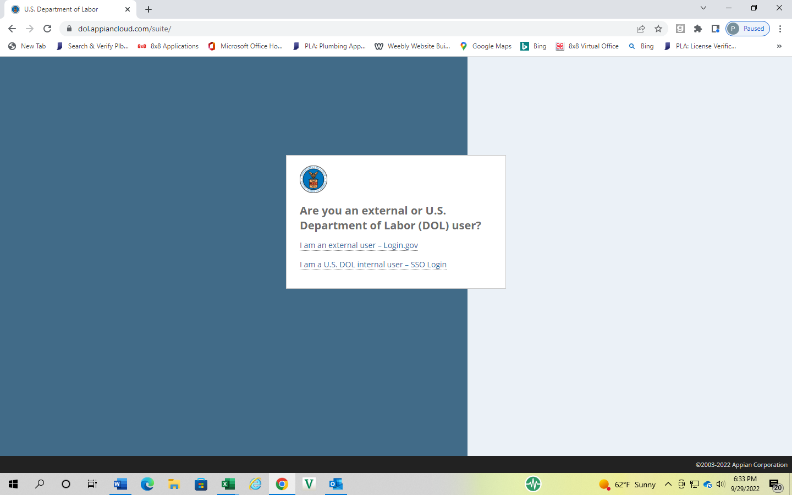 U.S. Department of Labor
dol.appiancloud.com/suite/
P Paused
New Tab
Search & Verify Plb...
8x8 8x8 Applications
Microsoft Office Ho...
PLA: Plumbing App...
Weebly Website Bui...
Google Maps
Bing
8x8 Virtual Office
Bing
PLA: License Verific...
»
Are you an external or U.S.
Department of Labor (DOL) user?
I am an external user – Login.gov
I am a U.S. DOL internal user – SSO Login
©2003-2022 Appian Corporation
62°F Sunny
6:33 PM
9/29/2022
20